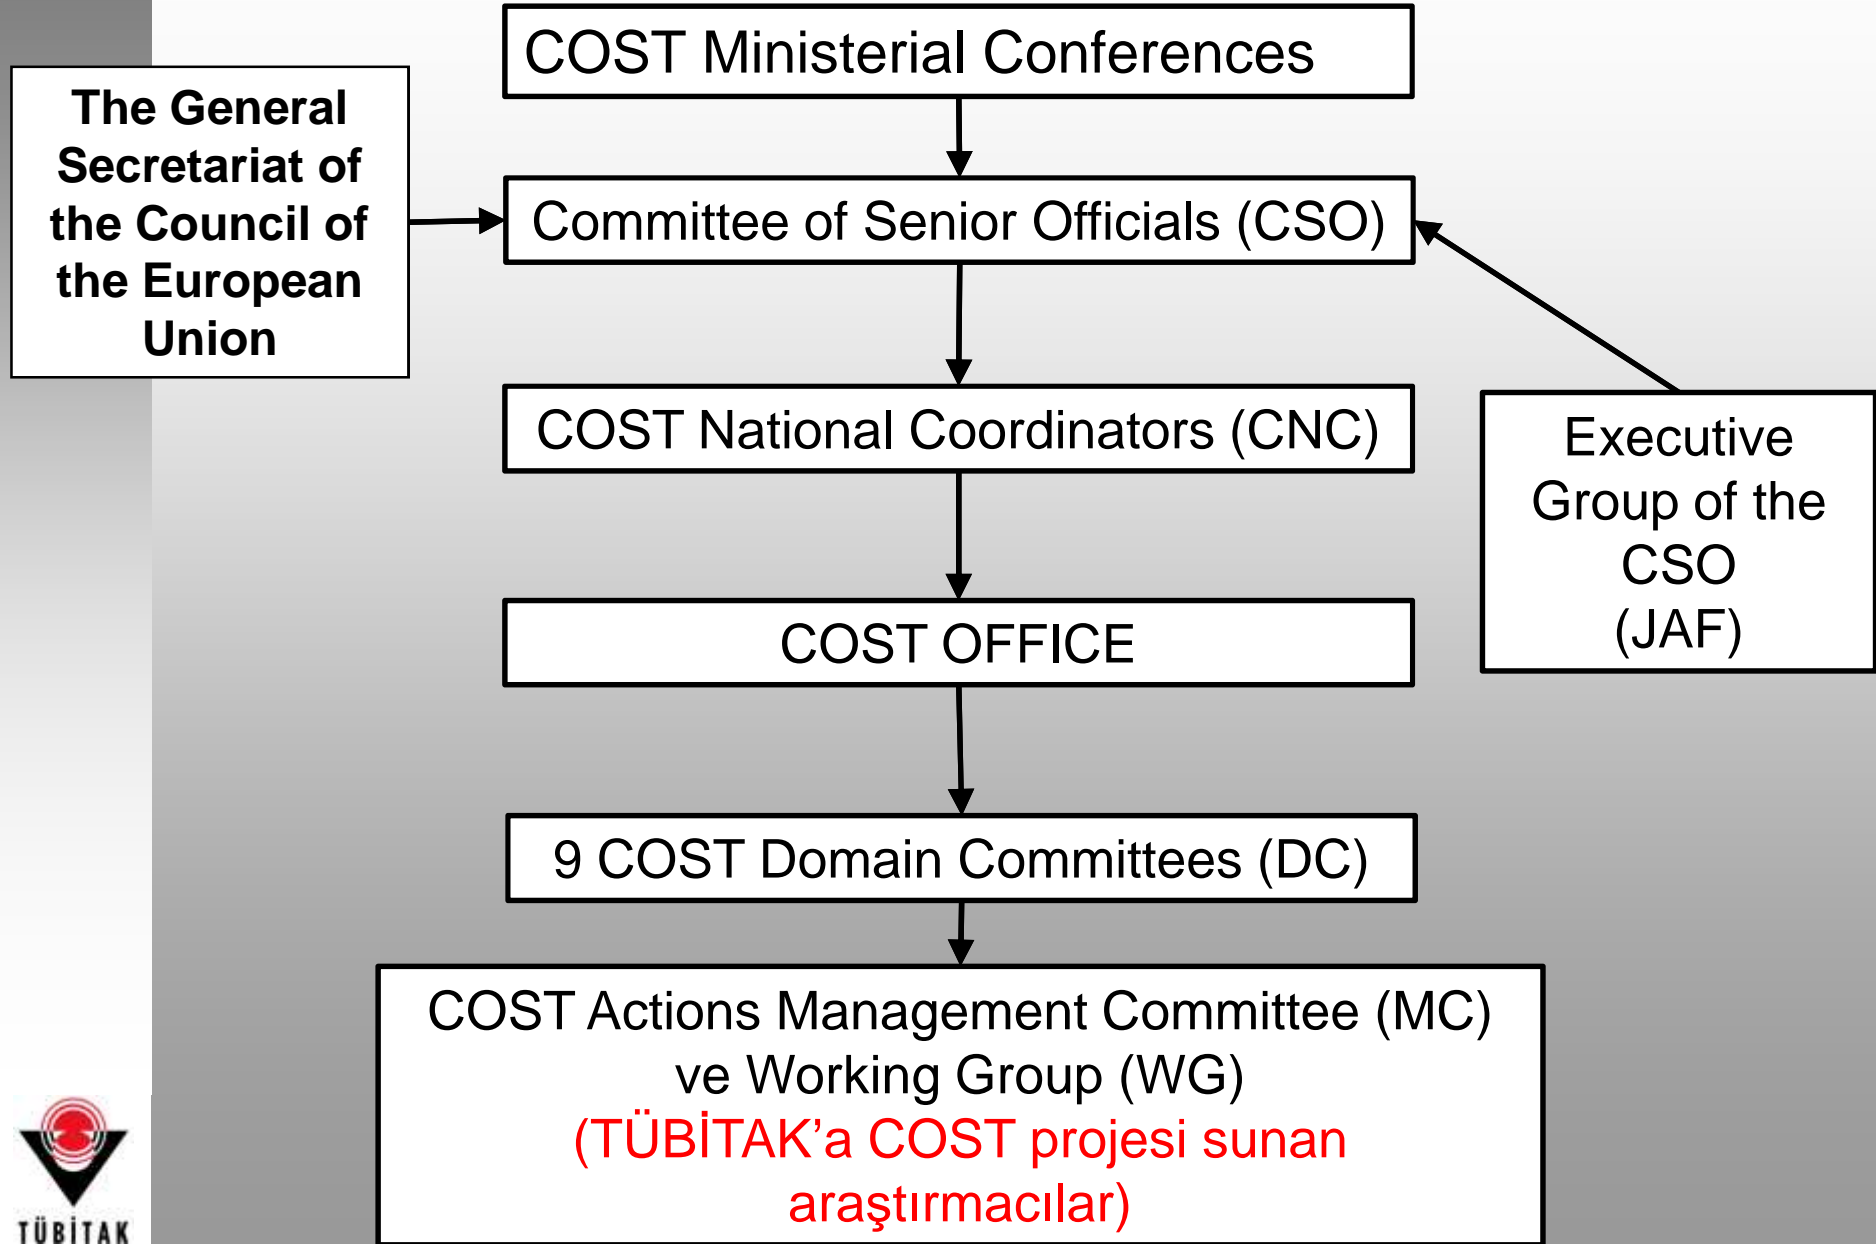 COST Ministerial Conferences
The General
Secretariat of
the Council of
the European
Union
Committee of Senior Officials (CSO)
COST National Coordinators (CNC)
Executive
Group of the
CSO
(JAF)
COST OFFICE
9 COST Domain Committees (DC)
COST Actions Management Committee (MC)
ve Working Group (WG)
(TÜBİTAK’a COST projesi sunan
araştırmacılar)
TÜBİTAK